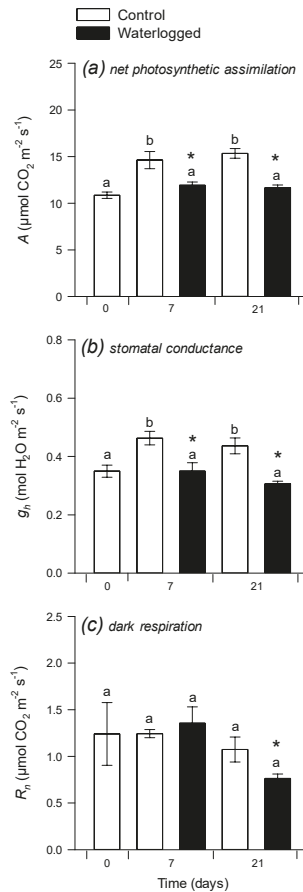 Control
Waterlogged
(a) net photosynthetic assimilation
25
20
15
10
5
0
A (µmol CO2 m-2 s-1)
a
b
*
a
b
*
a
0
7
21
(b) stomatal conductance
0.8
0.6
0.4
0.2
0.0
gh (mol H2O m-2 s-1)
a
b
*
a
b
*
a
0
7
21
(c) dark respiration
2.5
2.0
1.5
1.0
0.5
0.0
Rn (µmol CO2 m-2 s-1)
a
a
a
a
*
a
0
7
21
Time (days)